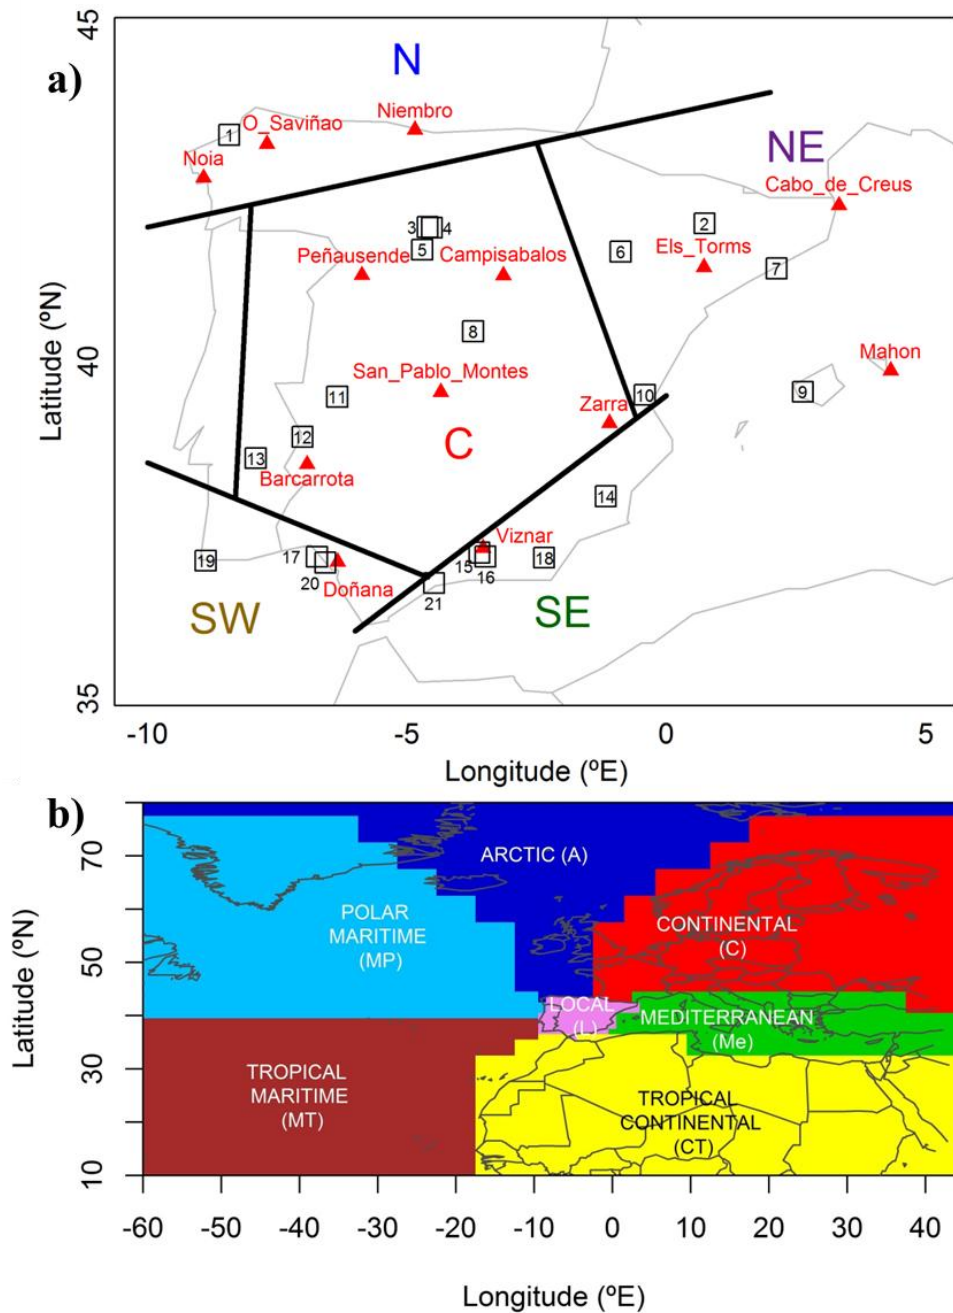 a)
45
N
Niembro
1
O_Saviñao
Noia
NE
Cabo_de_Creus
3
4
2
5
6
Els_Torms
7
Peñausende
Campisabalos
8
Mahon
San_Pablo_Montes
9
11
10
Zarra
12
C
13
Barcarrota
14
Viznar
19
17
15
16
18
20
Doñana
21
SW
SE
40
35
Latitude (ºN)
-10
-5
0
5
Longitude (ºE)
b)
ARCTIC (A)
POLAR
MARITIME
(MP)
CONTINENTAL
(C)
LOCAL
(L)
MEDITERRANEAN
(Me)
TROPICAL
MARITIME
(MT)
TROPICAL
CONTINENTAL
(CT)
70
50
30
10
Latitude (ºN)
-60
-50
-40
-30
-20
-10
0
10
20
30
40
Longitude (ºE)